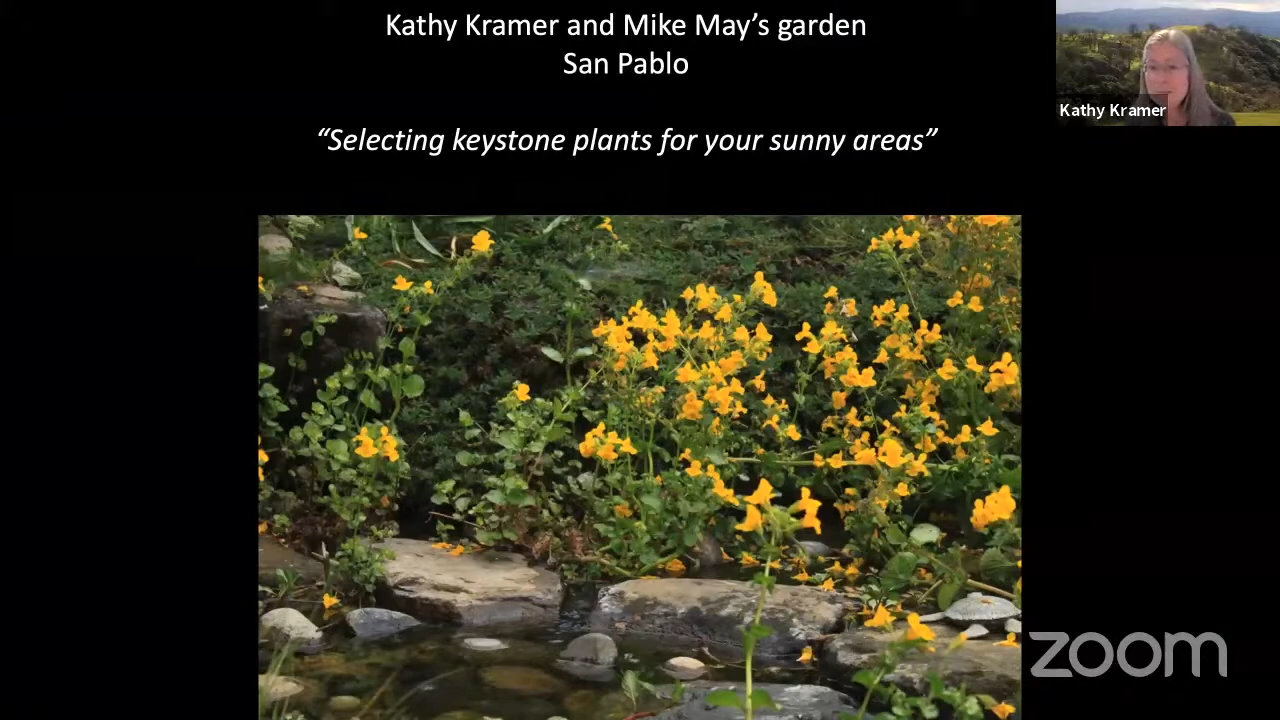 Kathy Kramer and Mike May’s garden
San Pablo
“Selecting keystone plants for your sunny areas”
Kathy Kramer
zoom